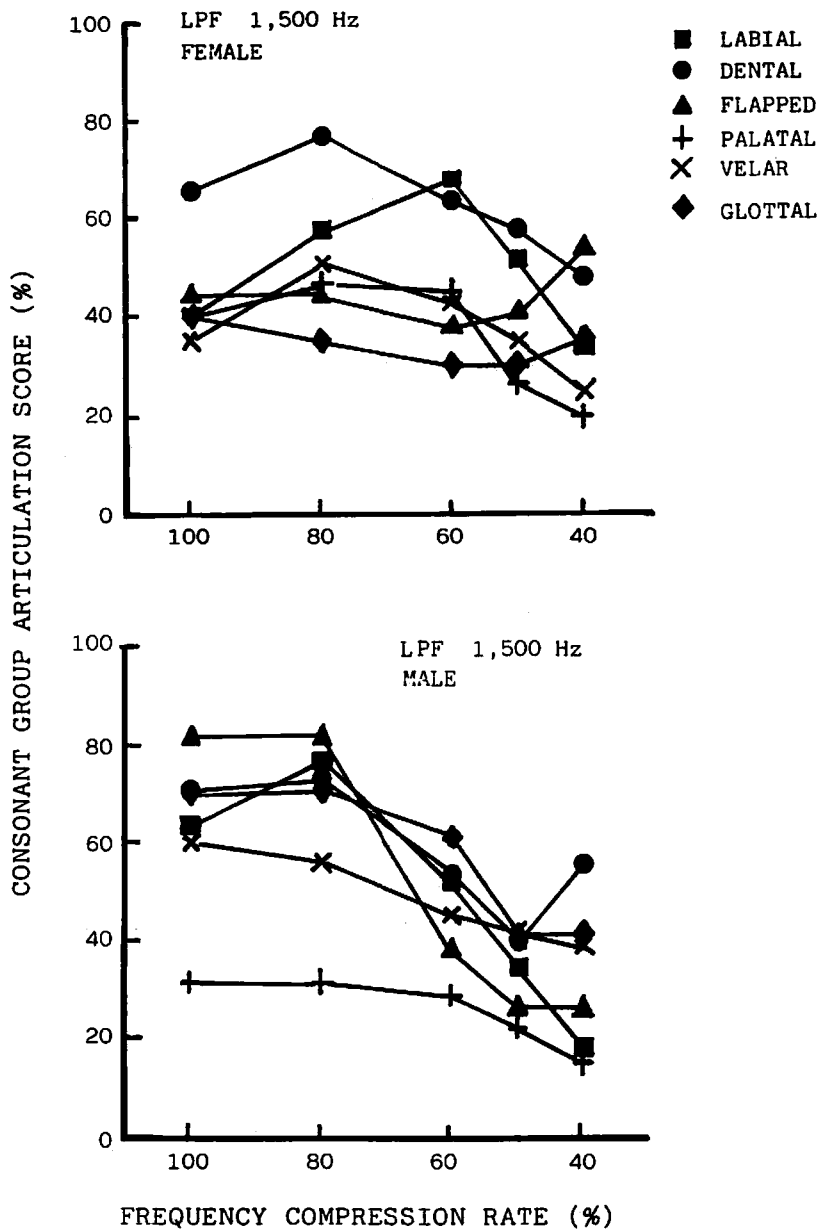 LPF 1,500 Hz
FEMALE
LABIAL
DENTAL
FLAPPED
PALATAL
VELAR
GLOTTAL
100
80
60
40
20
0
100
80
60
40
LPF 1,500 Hz
MALE
100
80
60
40
20
0
100
80
60
40
CONSONANT GROUP ARTICULATION SCORE (%)
FREQUENCY COMPRESSION RATE (%)